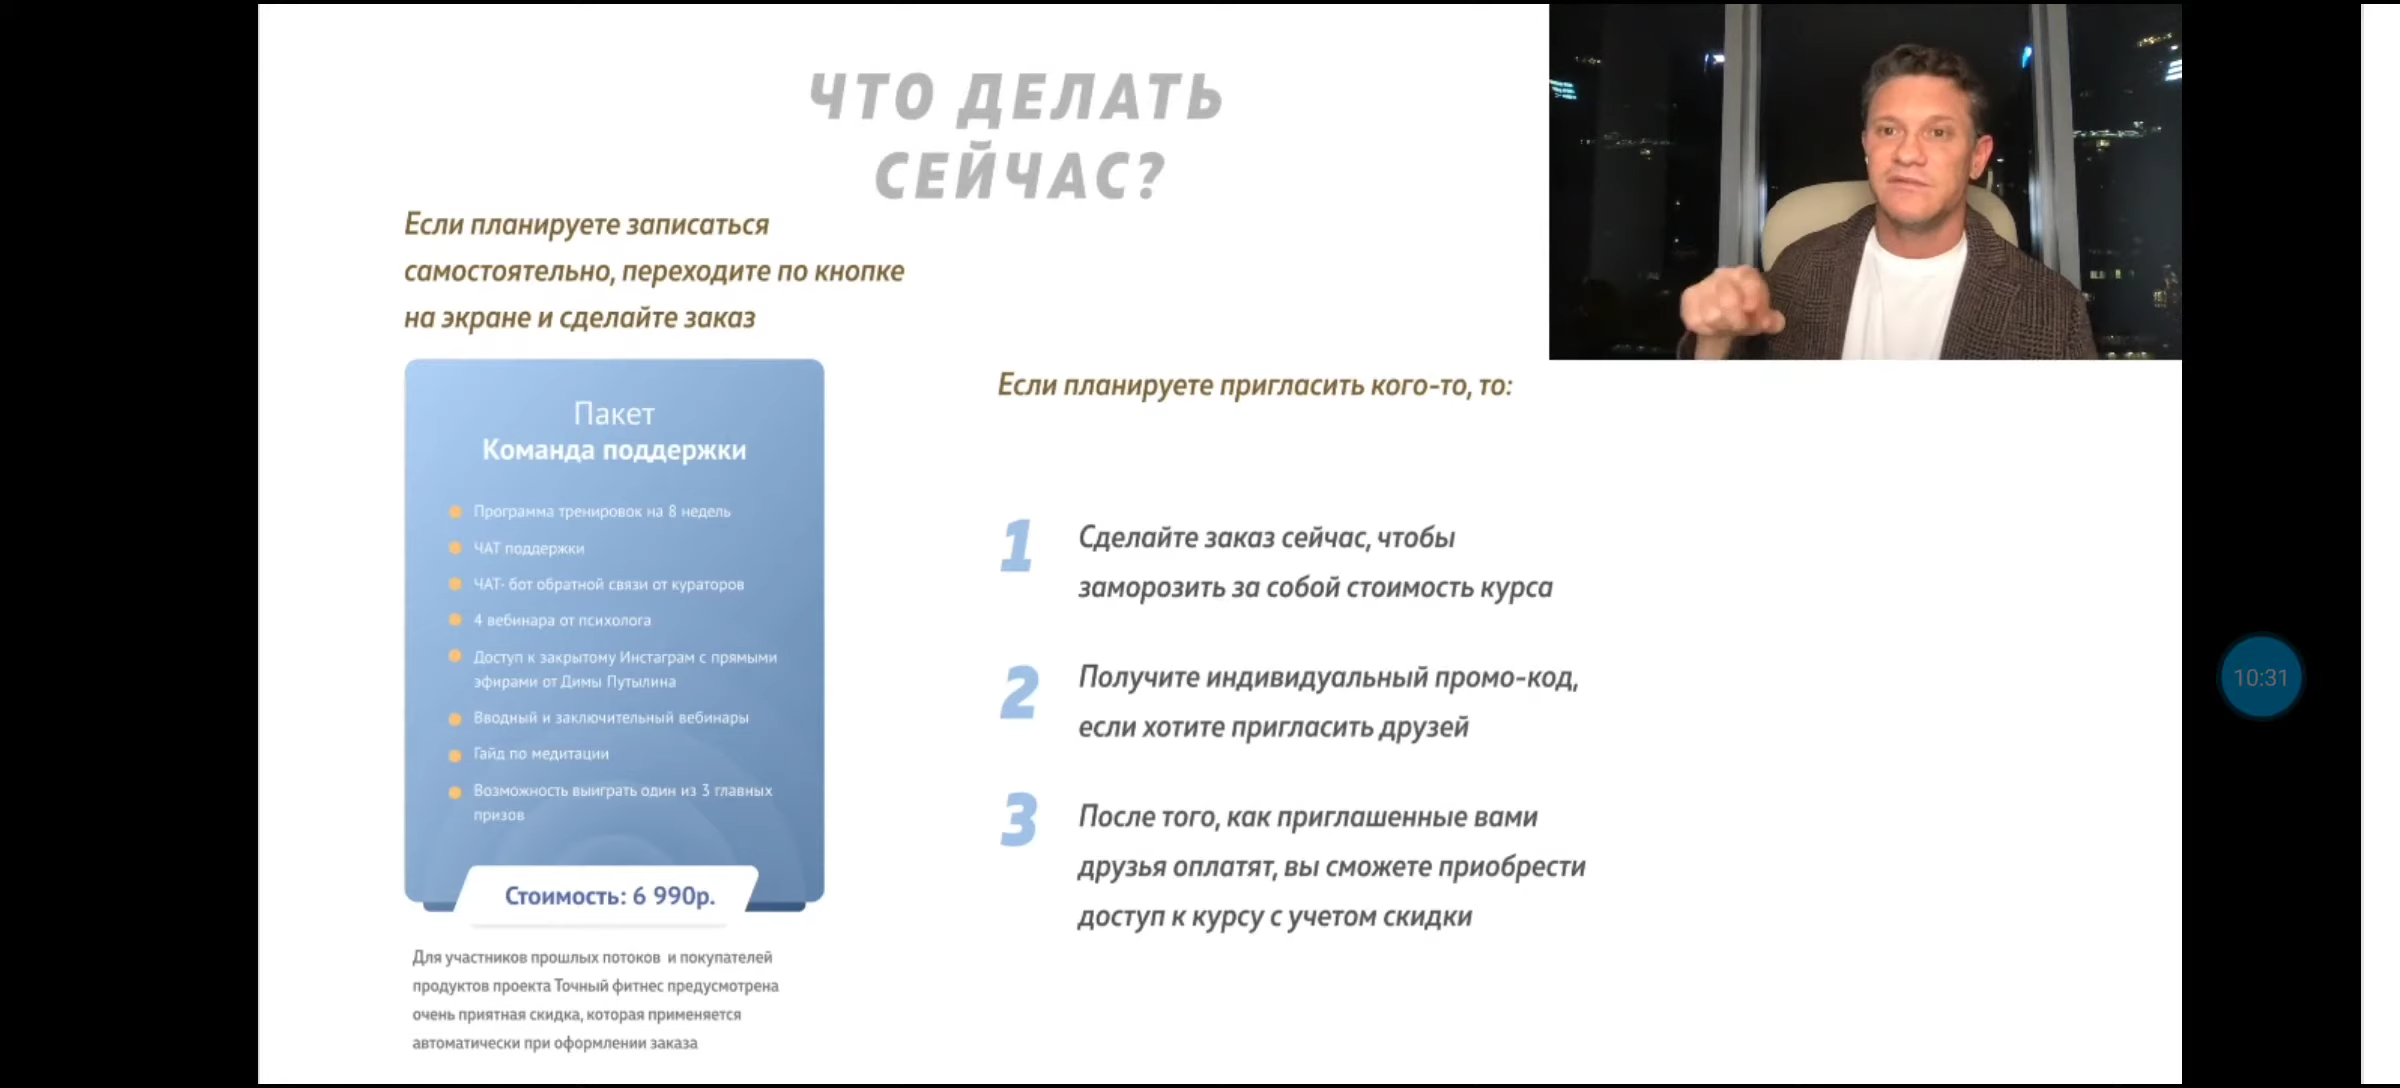 ЧТО ДЕЛАТЬ
СЕЙЧАС?
Если планируете записаться
самостоятельно, переходите по кнопке
на экране и сделайте заказ
Пакет
Команда поддержки
Программа тренировок на 8 недель
ЧАТ поддержки
ЧАТ- бот обратной связи от кураторов
4 вебинара от психолога
Доступ к закрытому Инстаграм с прямыми
эфирами от Димы Путылина
Вводный и заключительный вебинары
Гайд по медитации
Возможность выиграть один из 3 главных
призов
Стоимость: 6 990р.
Для участников прошлых потоков и покупателей
продуктов проекта Точный фитнес предусмотрена
очень приятная скидка, которая применяется
автоматически при оформлении заказа
Если планируете пригласить кого-то, то:
1
Сделайте заказ сейчас, чтобы
заморозить за собой стоимость курса
2
Получите индивидуальный промо-код,
если хотите пригласить друзей
3
После того, как приглашенные вами
друзья оплатят, вы сможете приобрести
доступ к курсу с учетом скидки
10:31